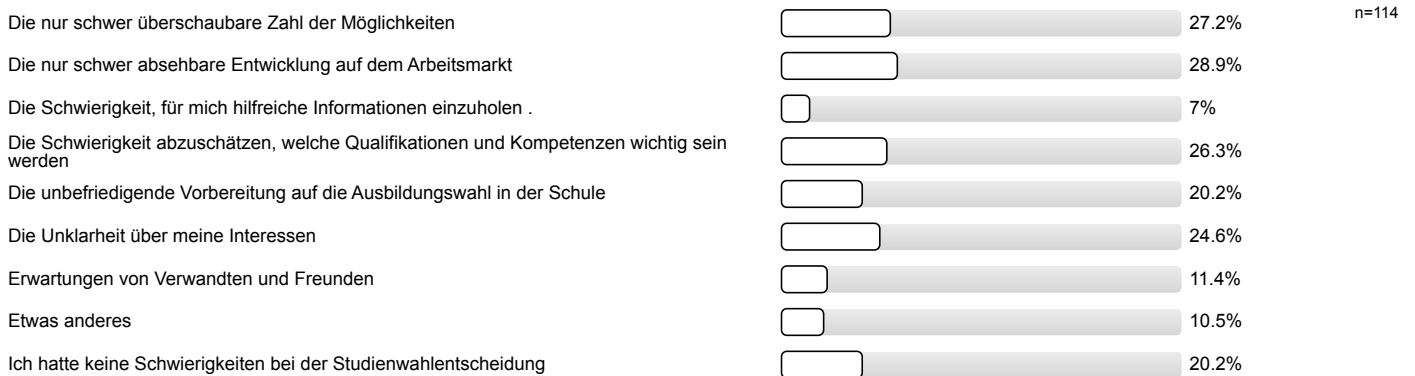 Die nur schwer überschaubare Zahl der Möglichkeiten 27.2% n=114
Die nur schwer absehbare Entwicklung auf dem Arbeitsmarkt 28.9%
Die Schwierigkeit, für mich hilfreiche Informationen einzuholen . 7%
Die Schwierigkeit abzuschätzen, welche Qualifikationen und Kompetenzen wichtig sein
werden 26.3%
Die unbefriedigende Vorbereitung auf die Ausbildungswahl in der Schule 20.2%
Die Unklarheit über meine Interessen 24.6%
Erwartungen von Verwandten und Freunden 11.4%
Etwas anderes 10.5%
Ich hatte keine Schwierigkeiten bei der Studienwahlentscheidung 20.2%